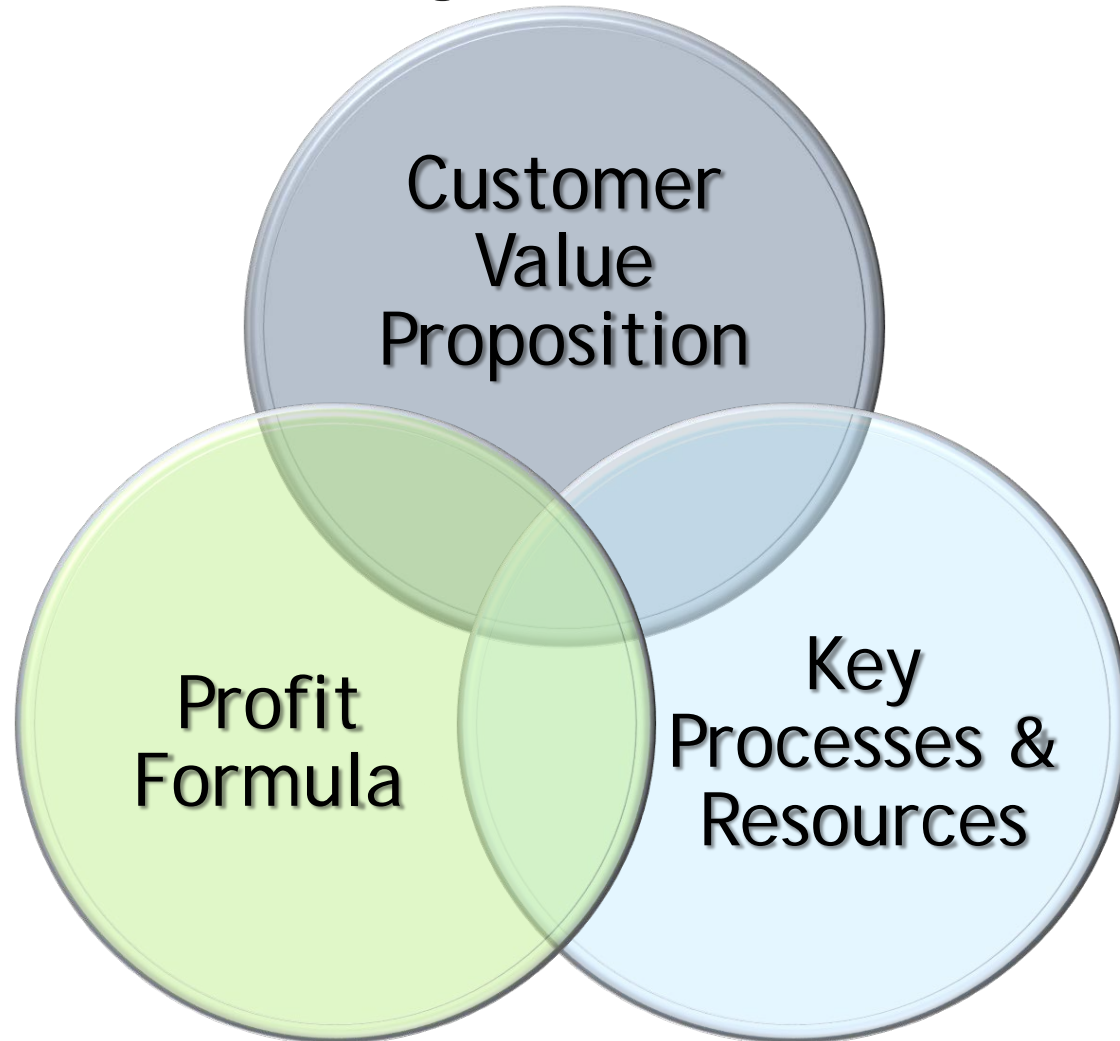 Customer
Value
Proposition
Profit
Formula
Key
Processes &
Resources